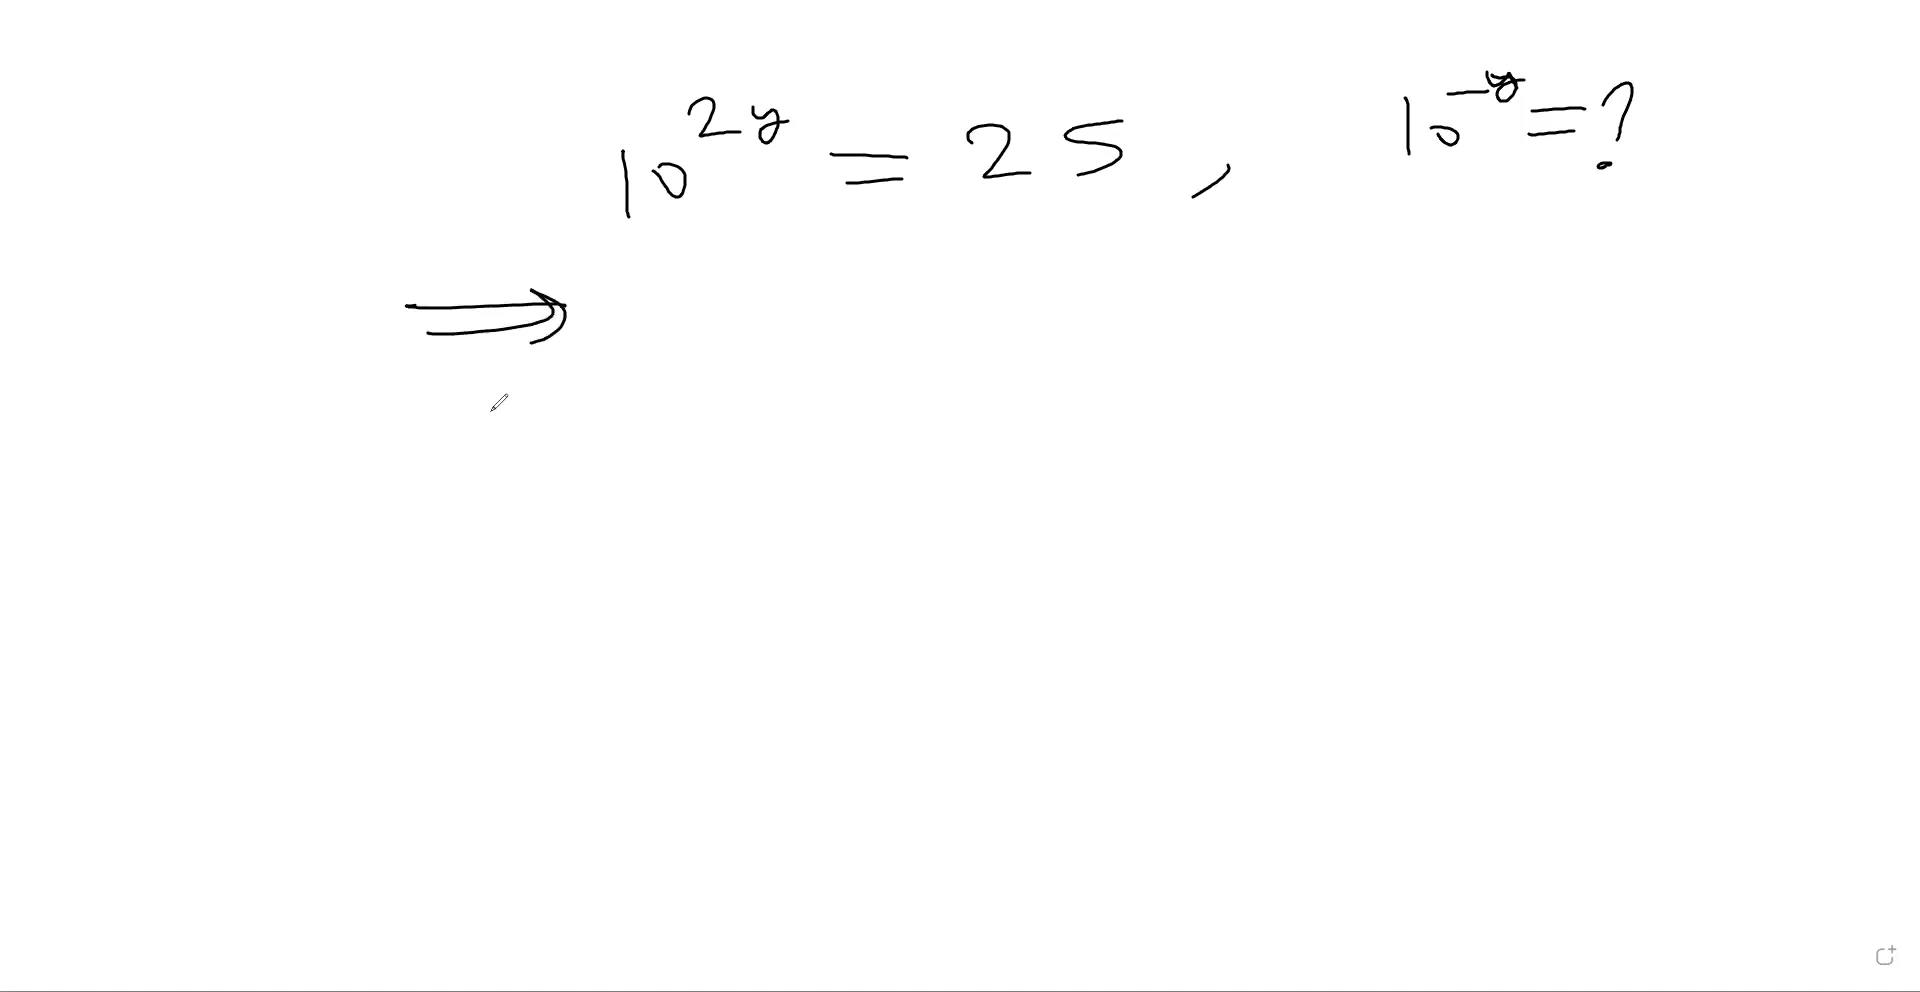 10^{2y} = 25, 10^{-y} = ?
⇒